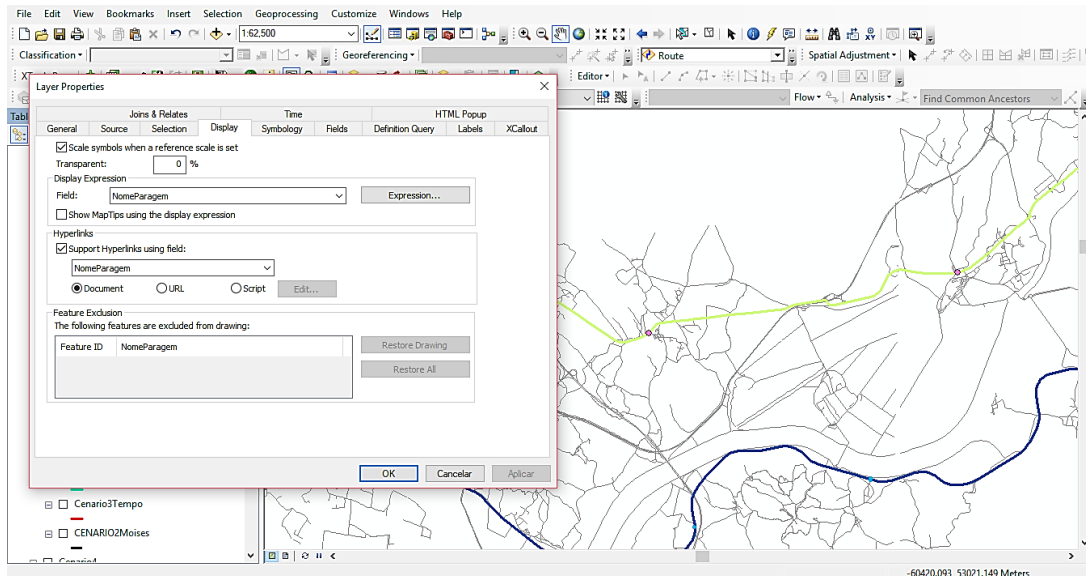 File Edit View Bookmarks Insert Selection Geoprocessing Customize Windows Help
1:62,500
Classification Georeferencing Route Spatial Adjustment
Editor
Flow Analysis Find Common Ancestors
Layer Properties
Joins & Relates Time HTML Popup
General Source Selection Display Symbology Fields Definition Query Labels XCallout
Scale symbols when a reference scale is set
Transparent: 0 %
Display Expression
Field: NomeParagem Expression...
Show MapTips using the display expression
Hyperlinks
Support Hyperlinks using field:
NomeParagem
Document URL Script Edit...
Feature Exclusion
The following features are excluded from drawing:
Feature ID NomeParagem Restore Drawing
Restore All
OK Cancelar Aplicar
Cenario3Tempo
CENARIO2Moises
Cenario4
-60420,093 53021,149 Meters